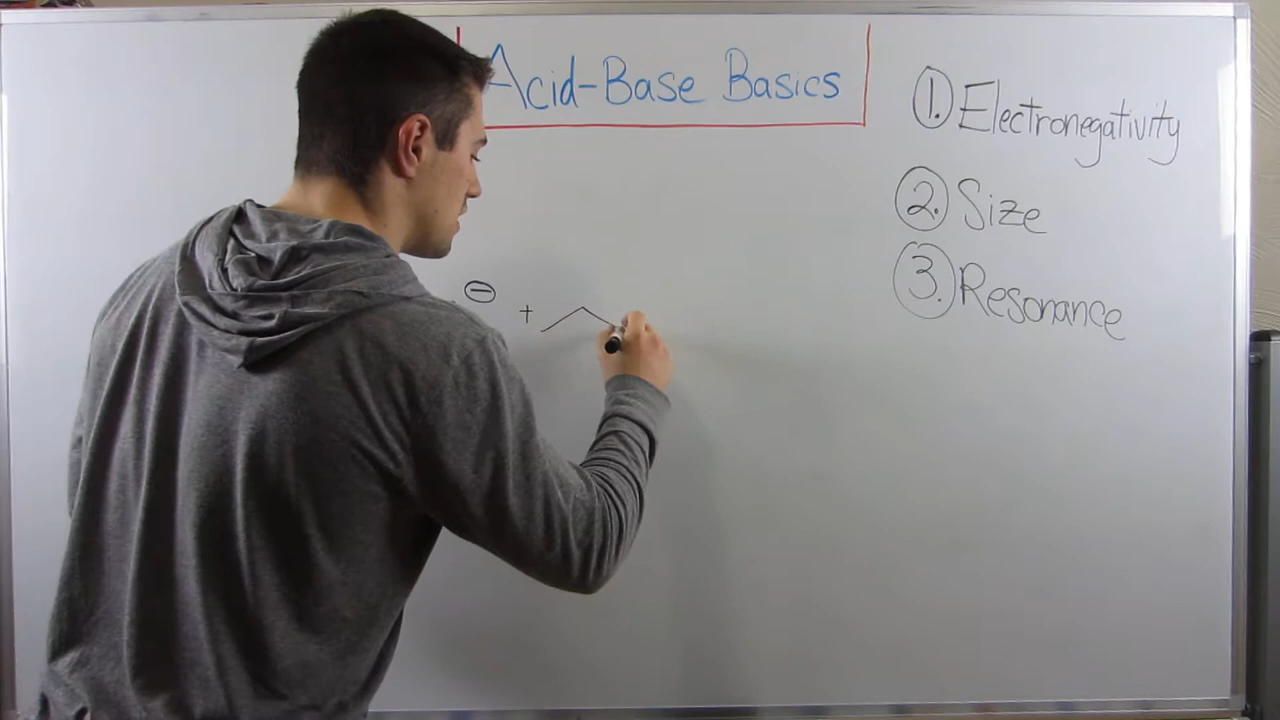 Acid-Base Basics
1. Electronegativity
2. Size
3. Resonance
⊖
+